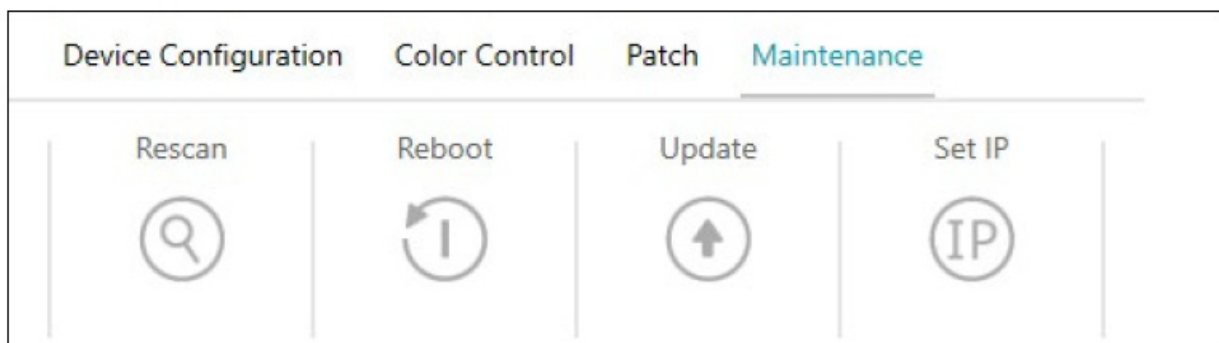 Device Configuration Color Control Patch Maintenance
Rescan Reboot Update Set IP
IP